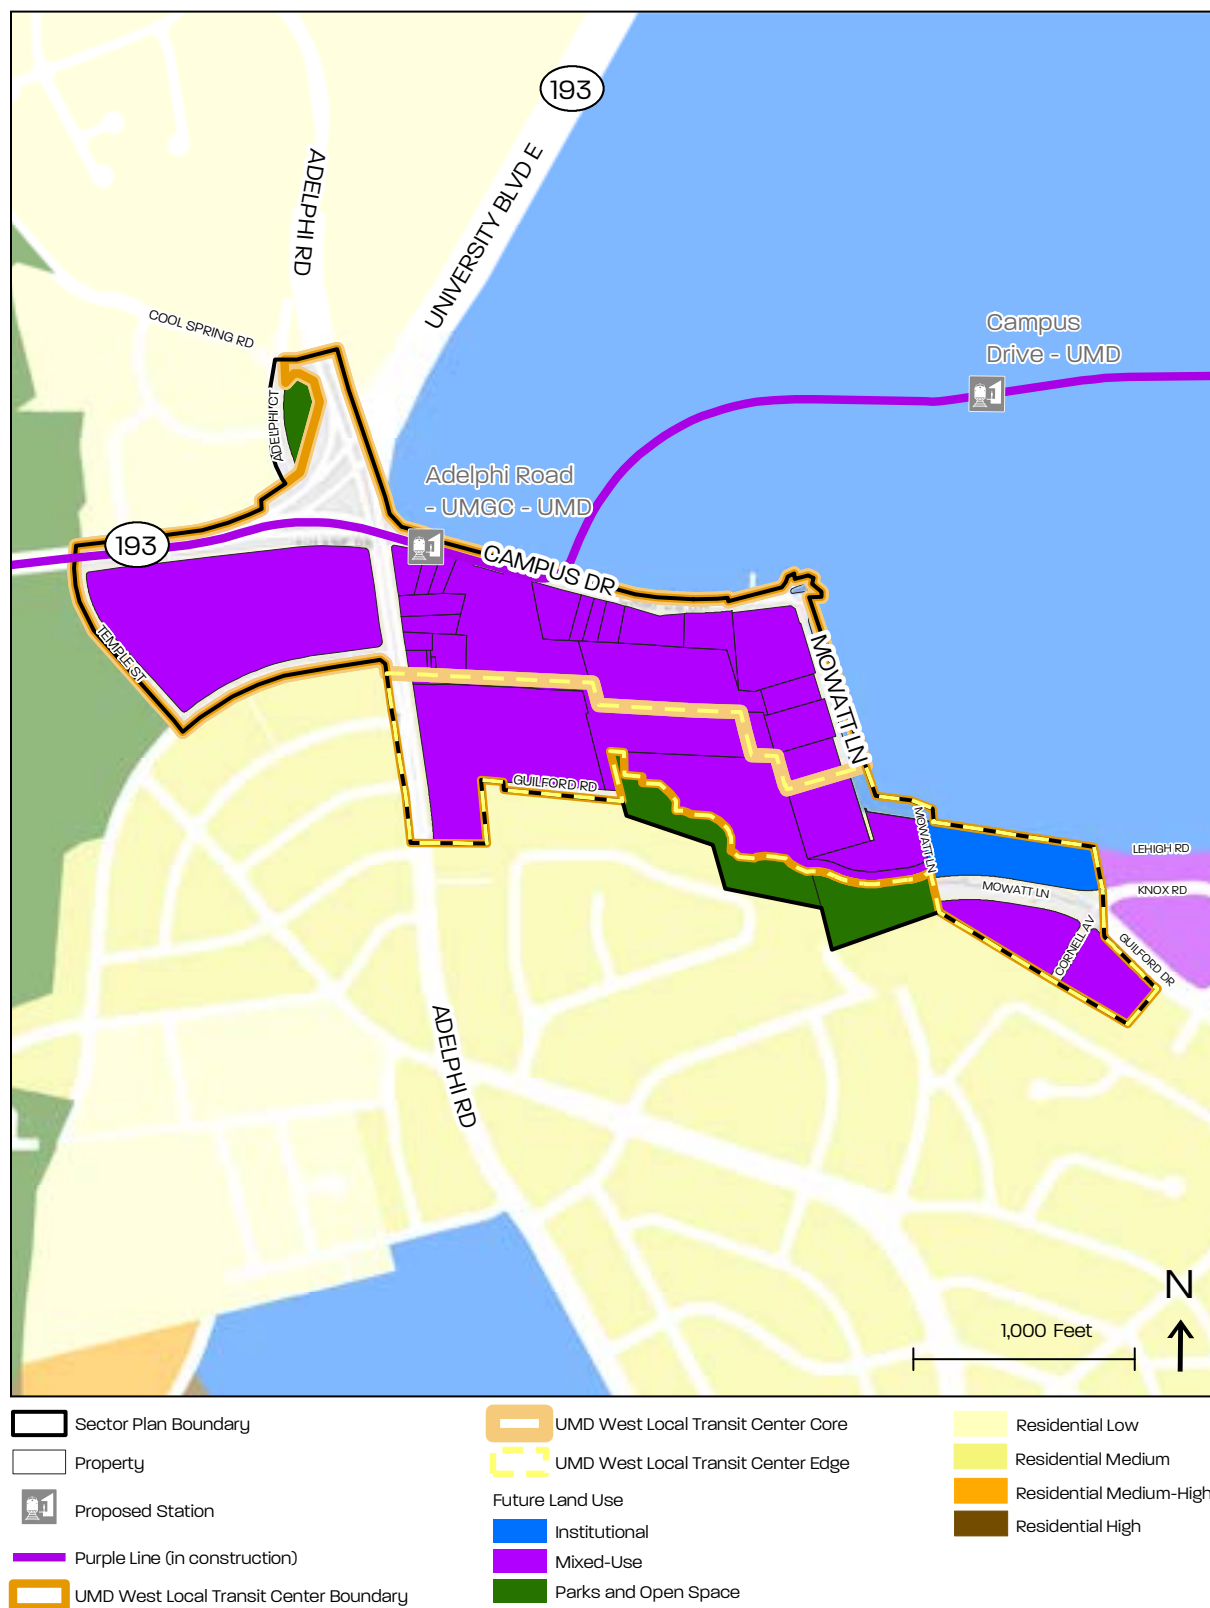 193
ADELPHI RD
UNIVERSITY BLVD E
COOL SPRING RD
Campus
Drive - UMD
ADELPHI CT
Adelphi Road
- UMGC - UMD
193
CAMPUS DR
TEMPLE ST
MOWATT LN
GUILFORD RD
MOWATT LN
LEHIGH RD
MOWATT LN
KNOX RD
CORNELL AV
GUILFORD DR
ADELPHI RD
N
1,000 Feet
Sector Plan Boundary
Property
Proposed Station
Purple Line (in construction)
UMD West Local Transit Center Boundary
UMD West Local Transit Center Core
UMD West Local Transit Center Edge
Future Land Use
Institutional
Mixed-Use
Parks and Open Space
Residential Low
Residential Medium
Residential Medium-High
Residential High